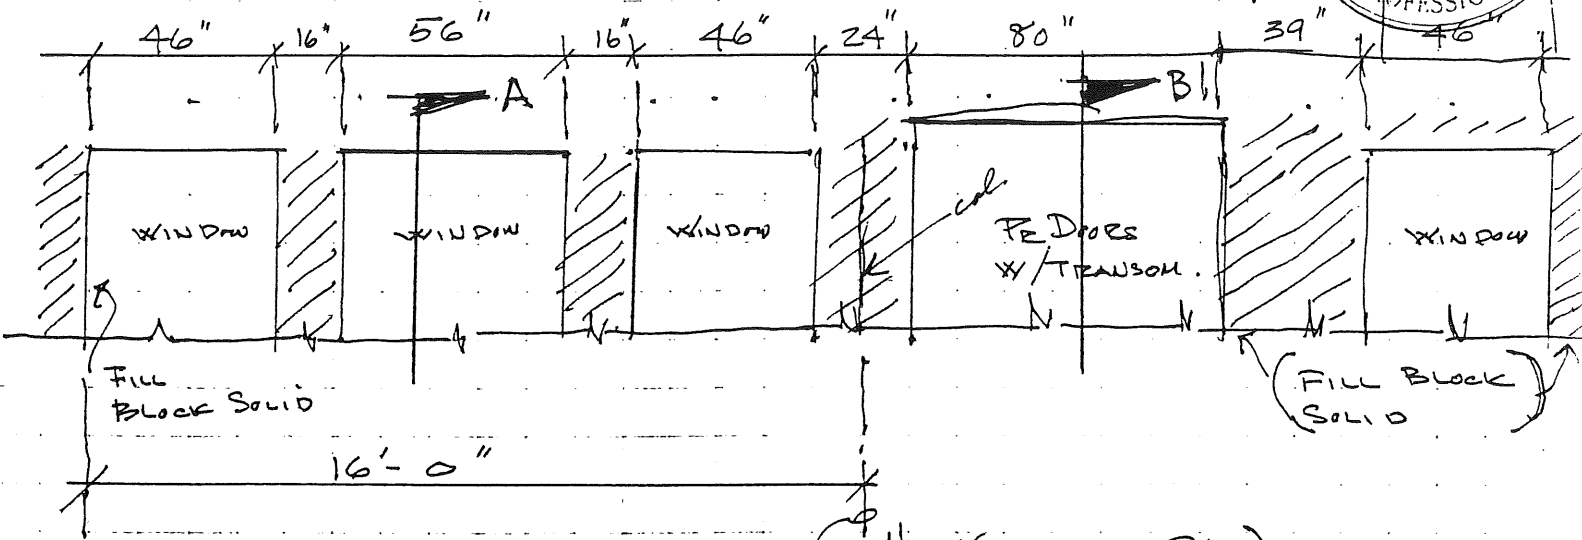 46" 16" 56" 16" 46" 24" 80" 39" 46"
A
B
col
WINDOW
WINDOW
WINDOW
PR DOORS
W/TRANSOM.
WINDOW
FILL
BLOCK SOLID
(FILL BLOCK
SOLID)
16'-0"